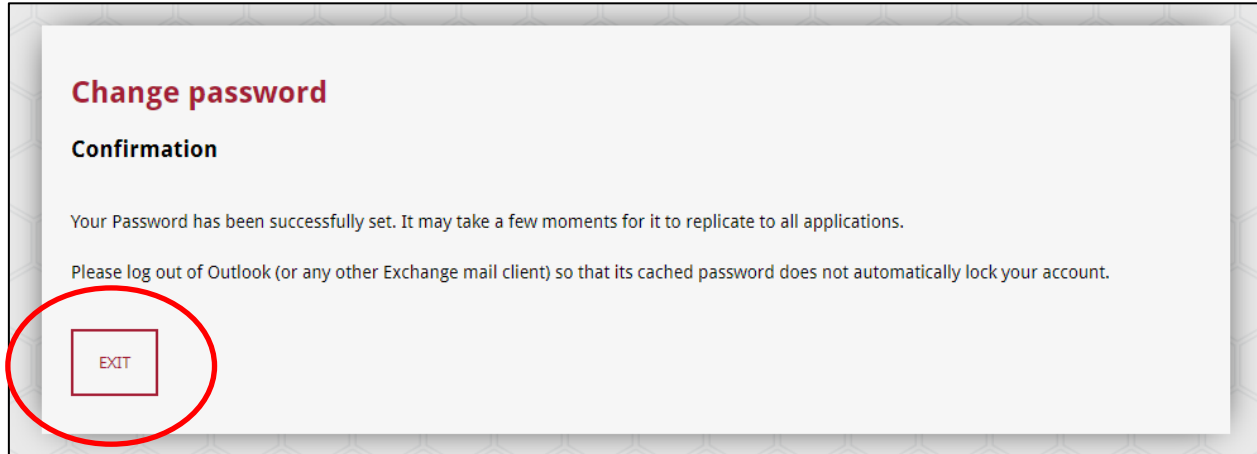 Change password
Confirmation
Your Password has been successfully set. It may take a few moments for it to replicate to all applications.
Please log out of Outlook (or any other Exchange mail client) so that its cached password does not automatically lock your account.
EXIT